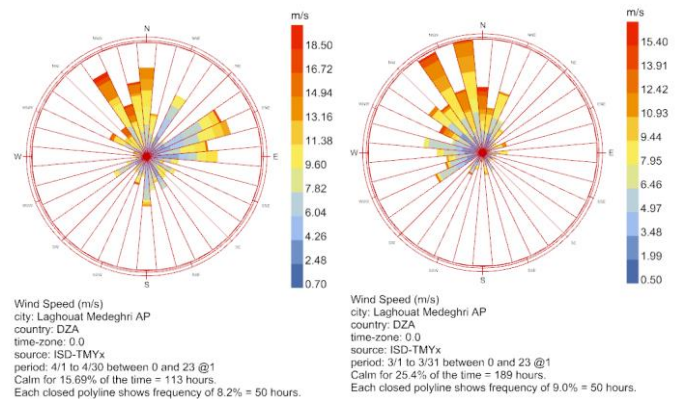 m/s
18.50
16.72
14.94
13.16
11.38
9.60
7.82
6.04
4.26
2.48
0.70
N
E
S
W
Wind Speed (m/s)
city: Laghouat Medeghri AP
country: DZA
time-zone: 0.0
source: ISD-TMYx
period: 4/1 to 4/30 between 0 and 23 @1
Calm for 15.69% of the time = 113 hours.
Each closed polyline shows frequency of 8.2% = 50 hours.
m/s
15.40
13.91
12.42
10.93
9.44
7.95
6.46
4.97
3.48
1.99
0.50
N
E
S
W
Wind Speed (m/s)
city: Laghouat Medeghri AP
country: DZA
time-zone: 0.0
source: ISD-TMYx
period: 3/1 to 3/31 between 0 and 23 @1
Calm for 25.4% of the time = 189 hours.
Each closed polyline shows frequency of 9.0% = 50 hours.